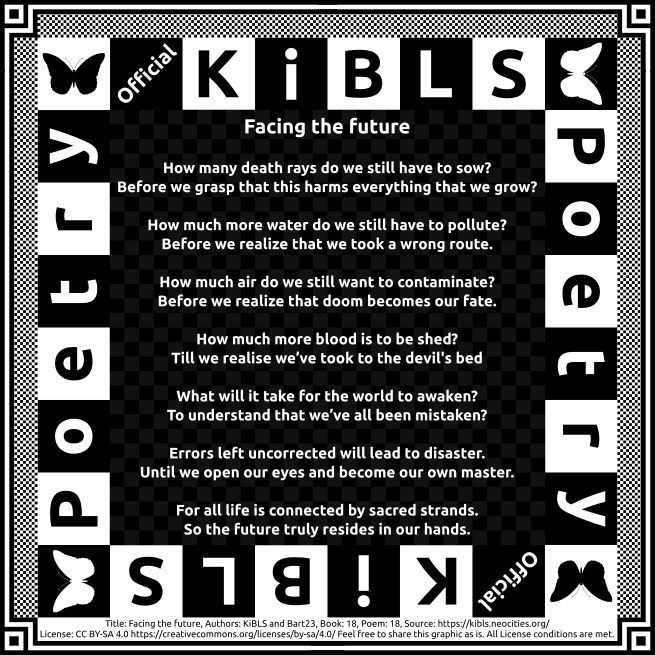 Official KiBLS
Poetry
Poetry
Facing the future
How many death rays do we still have to sow?
Before we grasp that this harms everything that we grow?
How much more water do we still have to pollute?
Before we realize that we took a wrong route.
How much air do we still want to contaminate?
Before we realize that doom becomes our fate.
How much more blood is to be shed?
Till we realise we’ve took to the devil's bed
What will it take for the world to awaken?
To understand that we’ve all been mistaken?
Errors left uncorrected will lead to disaster.
Until we open our eyes and become our own master.
For all life is connected by sacred strands.
So the future truly resides in our hands.
Official KiBLS
Title: Facing the future, Authors: KiBLS and Bart23, Book: 18, Poem: 18, Source: https://kibls.neocities.org/
License: CC BY-SA 4.0 https://creativecommons.org/licenses/by-sa/4.0/ Feel free to share this graphic as is. All License conditions are met.